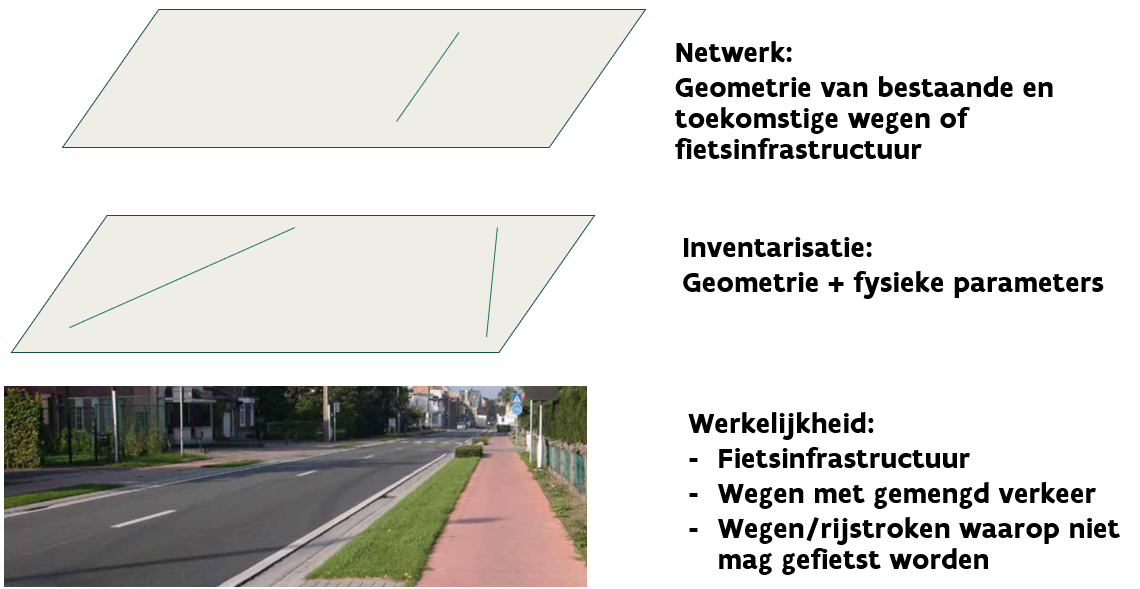 Netwerk:
Geometrie van bestaande en
toekomstige wegen of
fietsinfrastructuur
Inventarisatie:
Geometrie + fysieke parameters
Werkelijkheid:
- Fietsinfrastructuur
- Wegen met gemengd verkeer
- Wegen/rijstroken waarop niet
mag gefietst worden